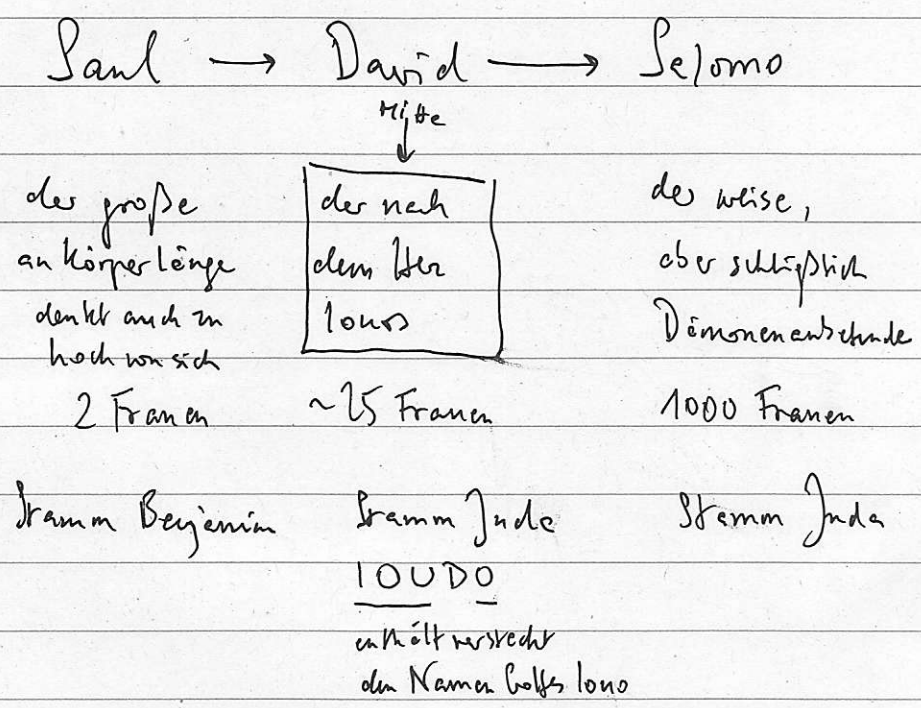 Saul → David → Selomo
Mitte
der große
an Körperlänge
denkt auch zu
hoch von sich
2 Frauen
der nach
dem Herz
Iouos
~25 Frauen
der weise,
aber schließlich
Dämonenanbetende
1000 Frauen
Stamm Benjamin
Stamm Juda
IOUDO
enthält versteckt
den Namen Gottes Iouo
Stamm Juda